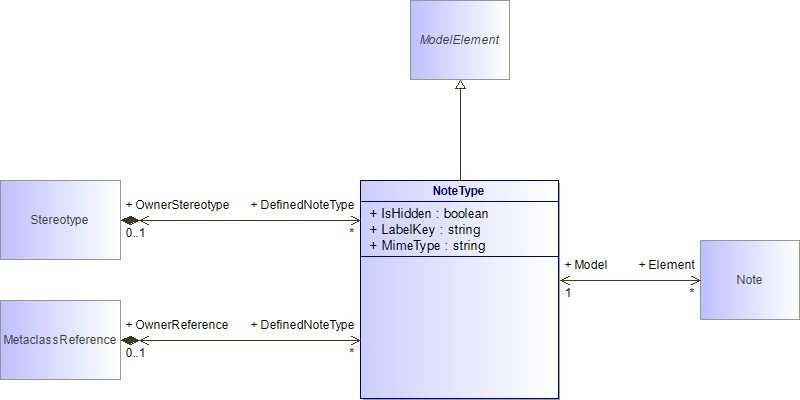 ModelElement
NoteType
+ IsHidden : boolean
+ LabelKey : string
+ MimeType : string
Stereotype
+ OwnerStereotype
+ DefinedNoteType
0..1
*
MetaclassReference
+ OwnerReference
+ DefinedNoteType
0..1
*
+ Model
+ Element
1
*
Note